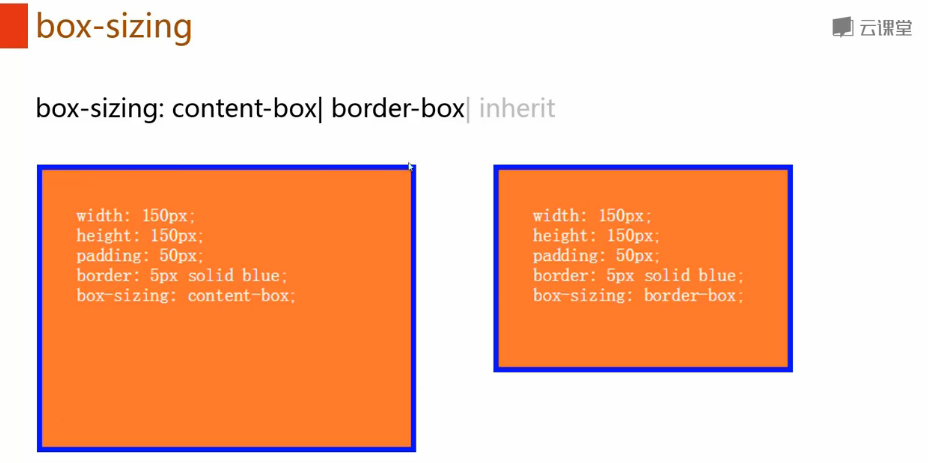 box-sizing
云课堂
box-sizing: content-box| border-box| inherit
width: 150px;
height: 150px;
padding: 50px;
border: 5px solid blue;
box-sizing: content-box;
width: 150px;
height: 150px;
padding: 50px;
border: 5px solid blue;
box-sizing: border-box;